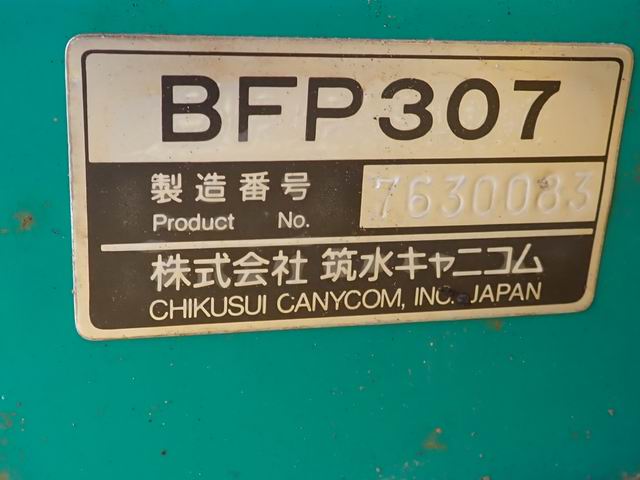 BFP307
製造番号 7630083
Product No.
株式会社 筑水キャニコム
CHIKUSUI CANYCOM, INC. JAPAN